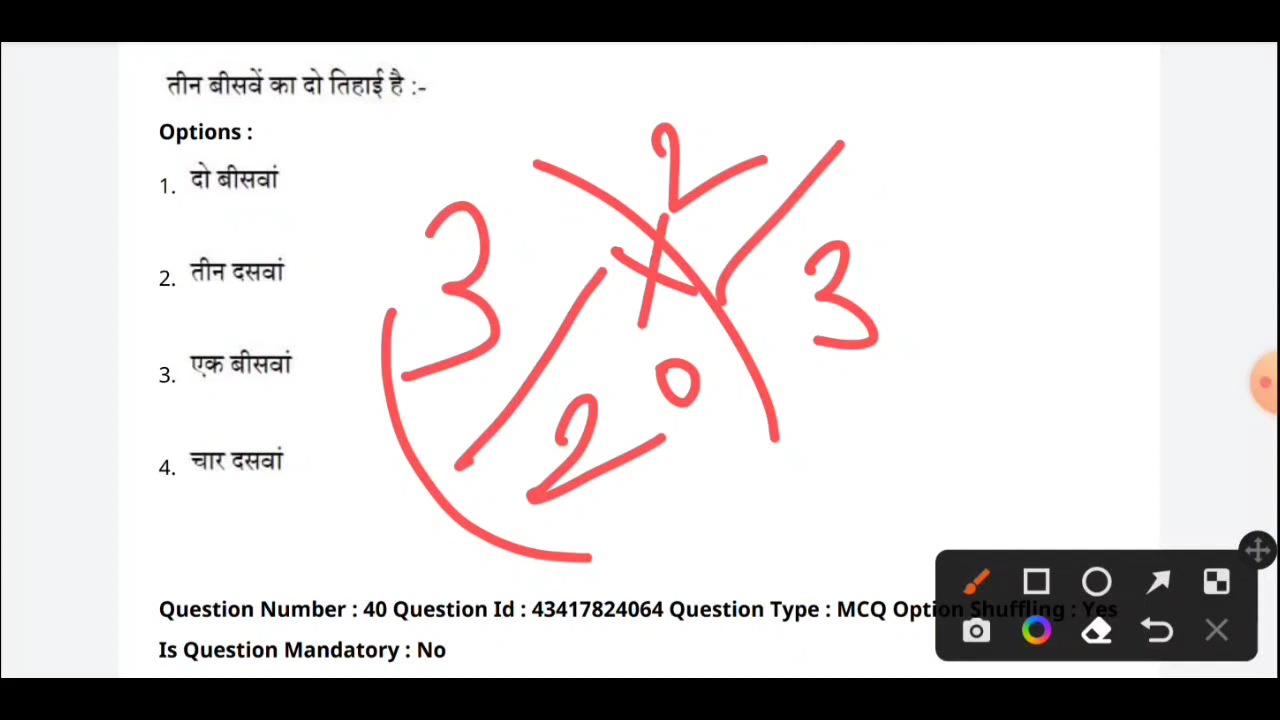 तीन बीसवें का दो तिहाई है :-
Options :
1. दो बीसवां
2. तीन दसवां
3. एक बीसवां
4. चार दसवां
3/20 x 2/3
Question Number : 40 Question Id : 43417824064 Question Type : MCQ Option Shuffling : Yes
Is Question Mandatory : No